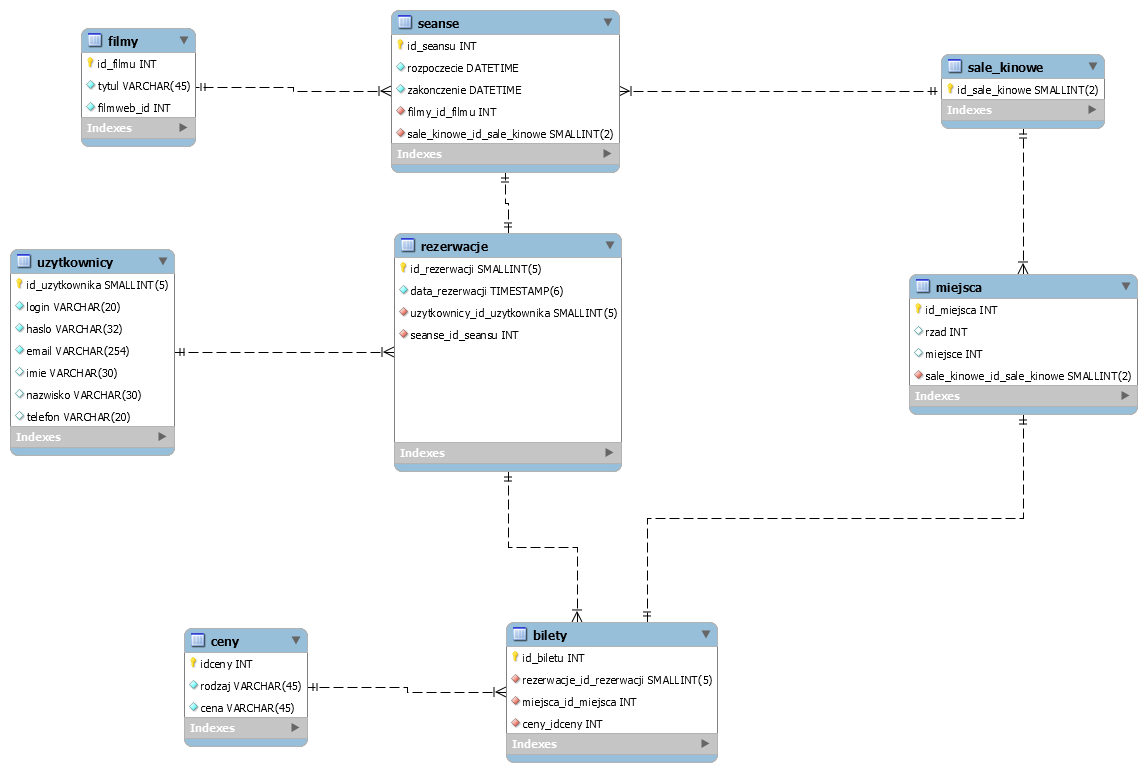 filmy
id_filmu INT
tytul VARCHAR(45)
filmweb_id INT
Indexes
seanse
id_seansu INT
rozpoczecie DATETIME
zakonczenie DATETIME
filmy_id_filmu INT
sale_kinowe_id_sale_kinowe SMALLINT(2)
Indexes
sale_kinowe
id_sale_kinowe SMALLINT(2)
Indexes
uzytkownicy
id_uzytkownika SMALLINT(5)
login VARCHAR(20)
haslo VARCHAR(32)
email VARCHAR(254)
imie VARCHAR(30)
nazwisko VARCHAR(30)
telefon VARCHAR(20)
Indexes
rezerwacje
id_rezerwacji SMALLINT(5)
data_rezerwacji TIMESTAMP(6)
uzytkownicy_id_uzytkownika SMALLINT(5)
seanse_id_seansu INT
Indexes
miejsca
id_miejsca INT
rzad INT
miejsce INT
sale_kinowe_id_sale_kinowe SMALLINT(2)
Indexes
ceny
idceny INT
rodzaj VARCHAR(45)
cena VARCHAR(45)
Indexes
bilety
id_biletu INT
rezerwacje_id_rezerwacji SMALLINT(5)
miejsca_id_miejsca INT
ceny_idceny INT
Indexes